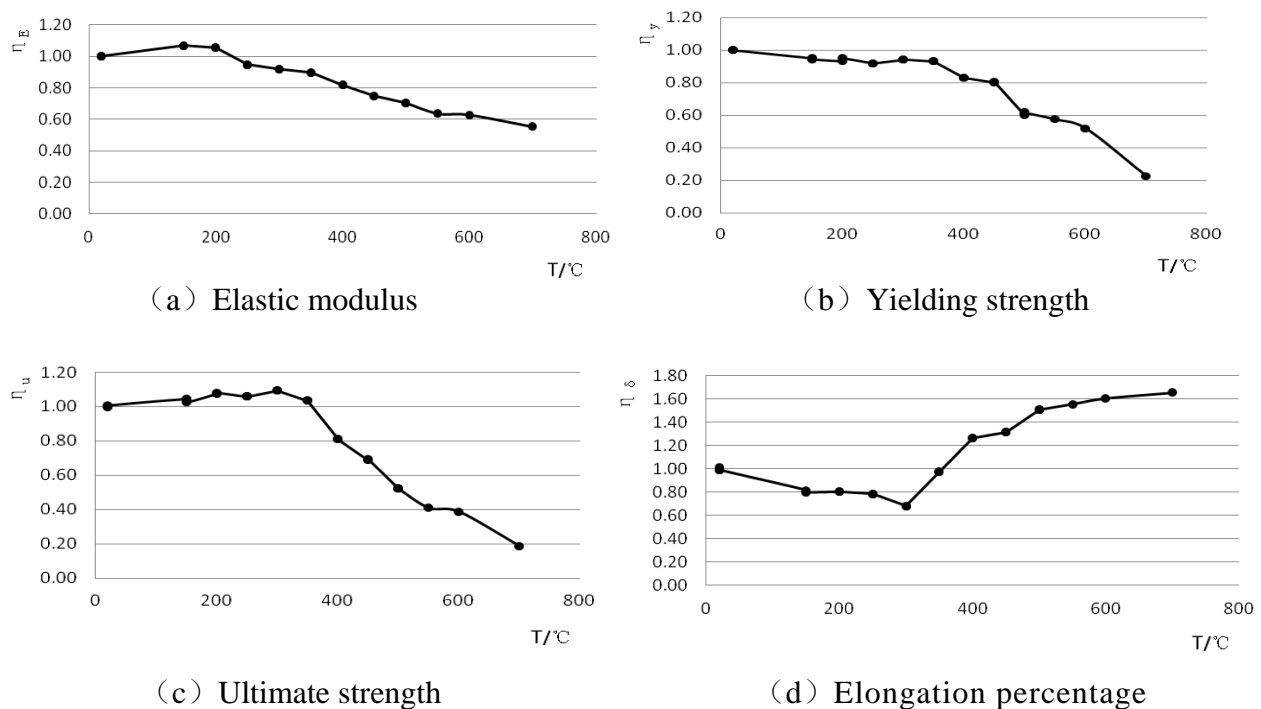 η E
1.20
1.00
0.80
0.60
0.40
0.20
0.00
0 200 400 600 800
T/℃
（a）Elastic modulus
η y
1.20
1.00
0.80
0.60
0.40
0.20
0.00
0 200 400 600 800
T/℃
（b）Yielding strength
η u
1.20
1.00
0.80
0.60
0.40
0.20
0.00
0 200 400 600 800
T/℃
（c）Ultimate strength
η δ
1.80
1.60
1.40
1.20
1.00
0.80
0.60
0.40
0.20
0.00
0 200 400 600 800
T/℃
（d）Elongation percentage